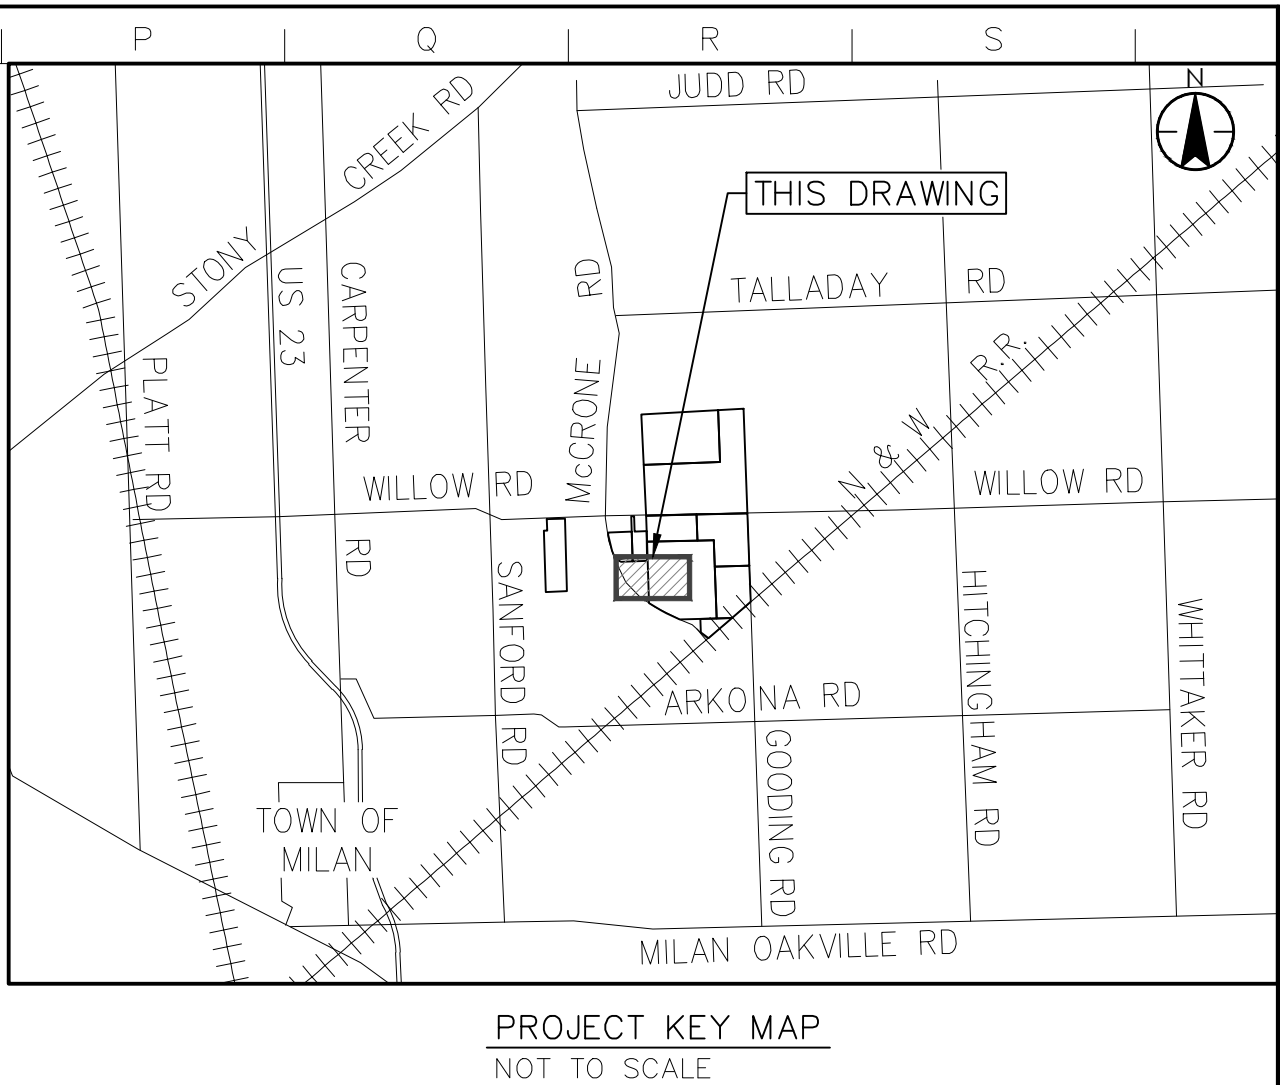 P Q R S
JUDD RD
N
STONY CREEK RD
THIS DRAWING
US 23
CARPENTER RD
McCRONE RD
TALLADAY RD
PLATT RD
N & W R.R.
WILLOW RD
WILLOW RD
SANFORD RD
HITCHINGHAM RD
WHITTAKER RD
ARKONA RD
GOODING RD
TOWN OF
MILAN
MILAN OAKVILLE RD
PROJECT KEY MAP
NOT TO SCALE